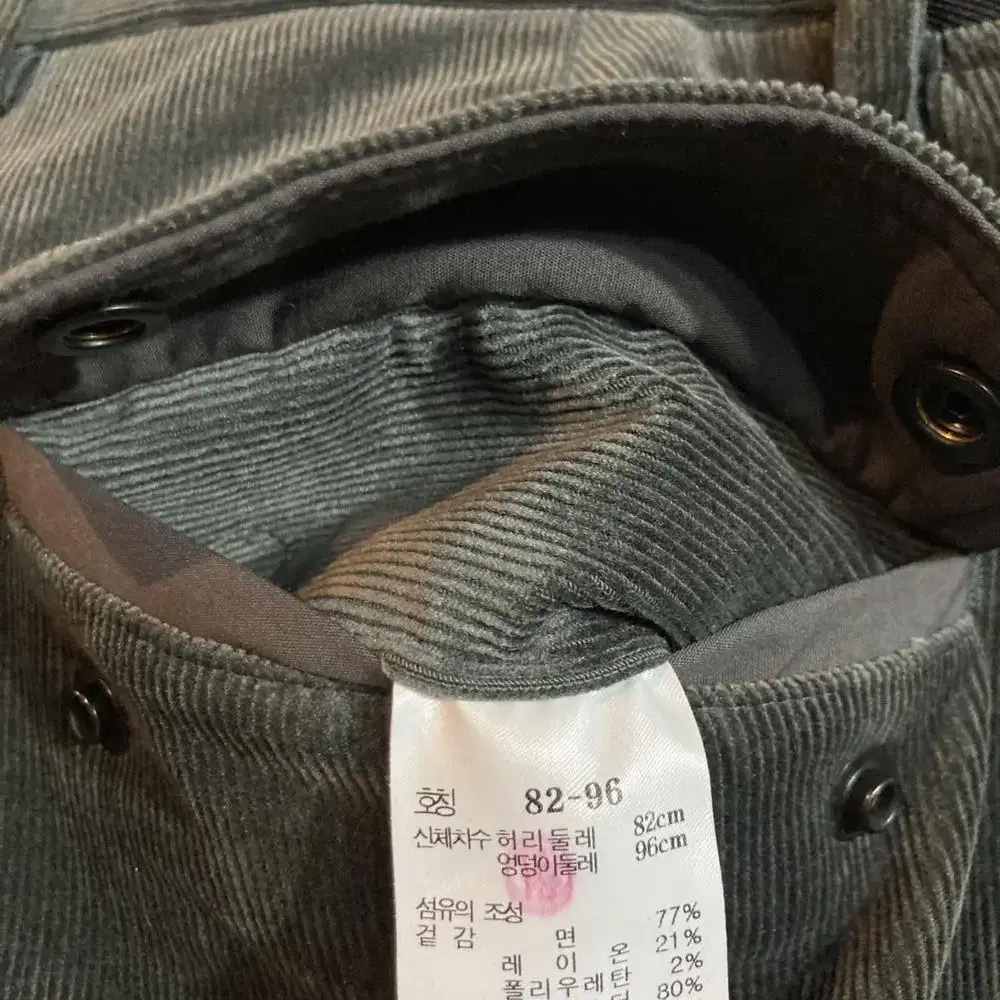 호칭 82-96
신체차수 허리둘레 82cm
엉덩이둘레 96cm
섬유의 조성
겉감 면 77%
레이온 21%
폴리우레탄 2%
80%